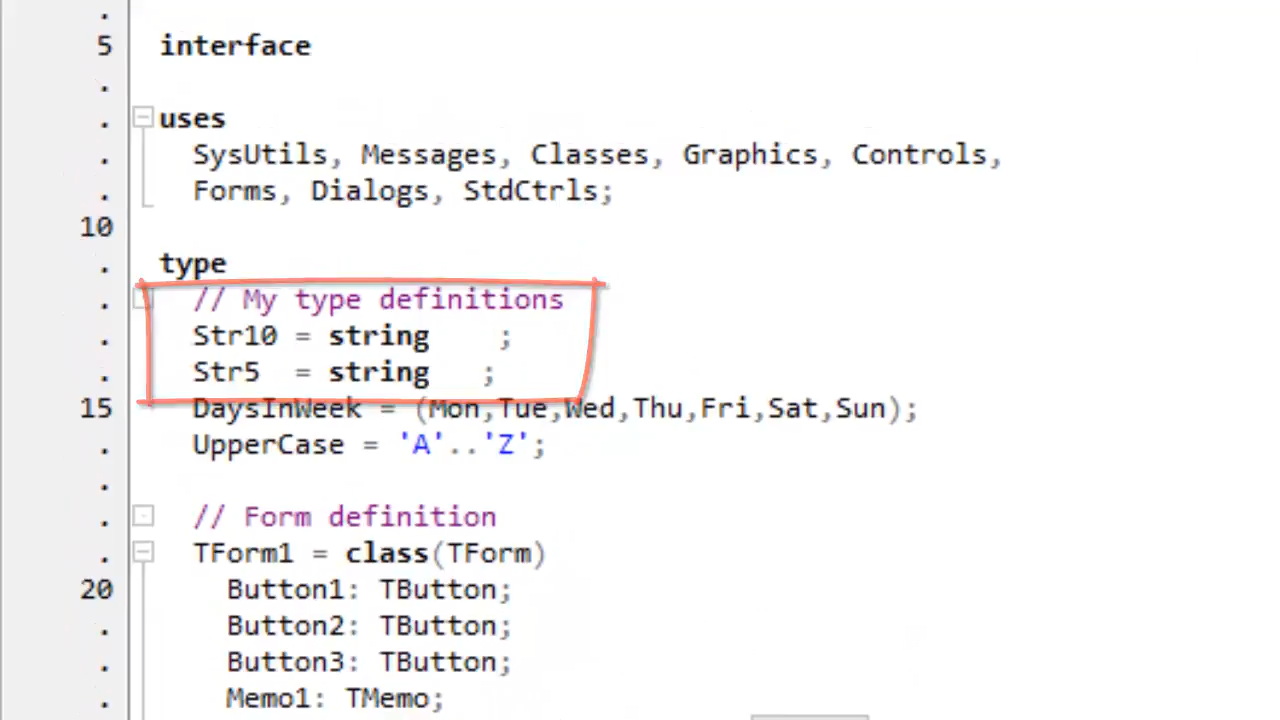 5 interface
uses
SysUtils, Messages, Classes, Graphics, Controls,
Forms, Dialogs, StdCtrls;
10
type
// My type definitions
Str10 = string    ;
Str5  = string   ;
15 DaysInWeek = (Mon,Tue,Wed,Thu,Fri,Sat,Sun);
UpperCase = 'A'..'Z';
// Form definition
TForm1 = class(TForm)
20 Button1: TButton;
Button2: TButton;
Button3: TButton;
Memo1: TMemo;